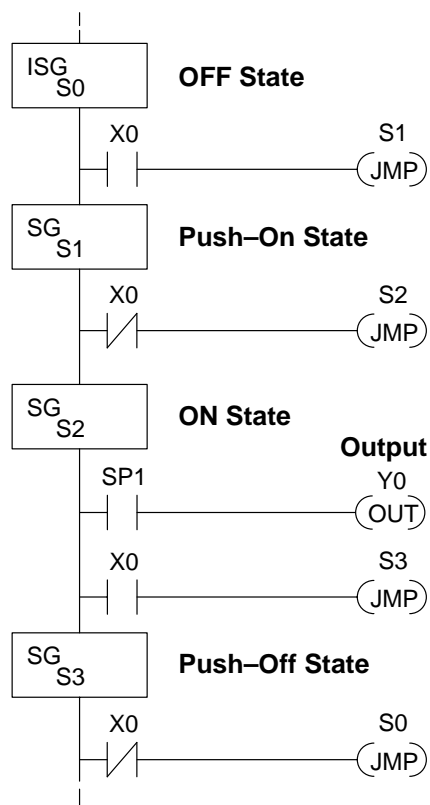 ISG
S0
OFF State
X0
S1
JMP
SG
S1
Push–On State
X0
S2
JMP
SG
S2
ON State
Output
SP1
Y0
OUT
X0
S3
JMP
SG
S3
Push–Off State
X0
S0
JMP